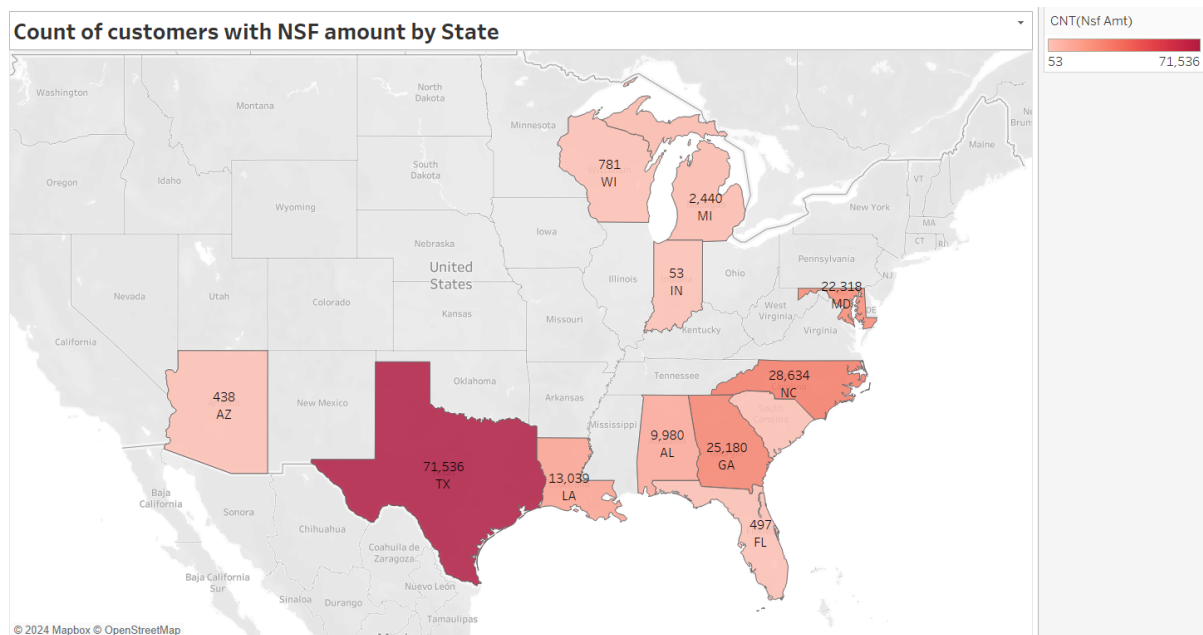 Count of customers with NSF amount by State
CNT(Nsf Amt)
53 71,536
Washington
Montana
North
Dakota
Minnesota
Maine
Oregon
Idaho
South
Dakota
781
WI
2,440
MI
VT
New York
MA
CT
Wyoming
Iowa
Nebraska
United
States
Illinois
53
IN
Ohio
Pennsylvania
NJ
Nevada
Utah
Colorado
Kansas
Missouri
West
Virginia
22,318
MD
DE
Kentucky
Virginia
California
438
AZ
New Mexico
Oklahoma
Arkansas
Tennessee
28,634
NC
South
Carolina
Mississippi
9,980
AL
25,180
GA
71,536
TX
13,039
LA
497
FL
Baja
California
Sonora
Chihuahua
Coahuila de
Zaragoza
Baja California
Sur
Sinaloa
Durango
Nuevo León
Tamaulipas
© 2024 Mapbox © OpenStreetMap